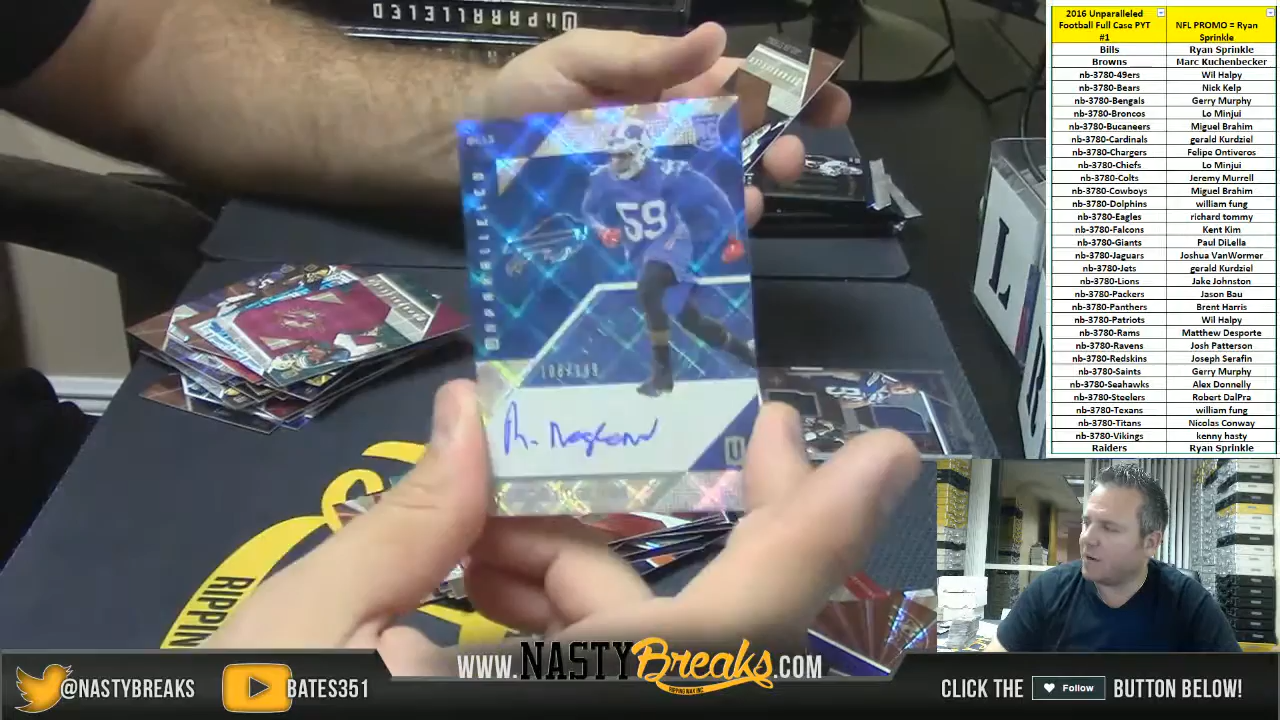 UNPARALLELED
BILLS
RC
UNPARALLELED
59
RIPPIN
L
2016 Unparalleled
Football Full Case PYT
#1
NFL PROMO = Ryan
Sprinkle
Bills Ryan Sprinkle
Browns Marc Kuchenbecker
nb-3780-49ers Wil Halpy
nb-3780-Bears Nick Kelp
nb-3780-Bengals Gerry Murphy
nb-3780-Broncos Lo Minjui
nb-3780-Bucaneers Miguel Brahim
nb-3780-Cardinals gerald Kurdziel
nb-3780-Chargers Felipe Ontiveros
nb-3780-Chiefs Lo Minjui
nb-3780-Colts Jeremy Murrell
nb-3780-Cowboys Miguel Brahim
nb-3780-Dolphins william fung
nb-3780-Eagles richard tommy
nb-3780-Falcons Kent Kim
nb-3780-Giants Paul DiLella
nb-3780-Jaguars Joshua VanWormer
nb-3780-Jets gerald Kurdziel
nb-3780-Lions Jake Johnston
nb-3780-Packers Jason Bau
nb-3780-Panthers Brent Harris
nb-3780-Patriots Wil Halpy
nb-3780-Rams Matthew Desporte
nb-3780-Ravens Josh Patterson
nb-3780-Redskins Joseph Serafin
nb-3780-Saints Gerry Murphy
nb-3780-Seahawks Alex Donnelly
nb-3780-Steelers Robert DalPra
nb-3780-Texans william fung
nb-3780-Titans Nicolas Conway
nb-3780-Vikings kenny hasty
Raiders Ryan Sprinkle
@NASTYBREAKS
BATES351
WWW.NASTYBreaks.COM
RIPPING WAX INC.
CLICK THE Follow BUTTON BELOW!